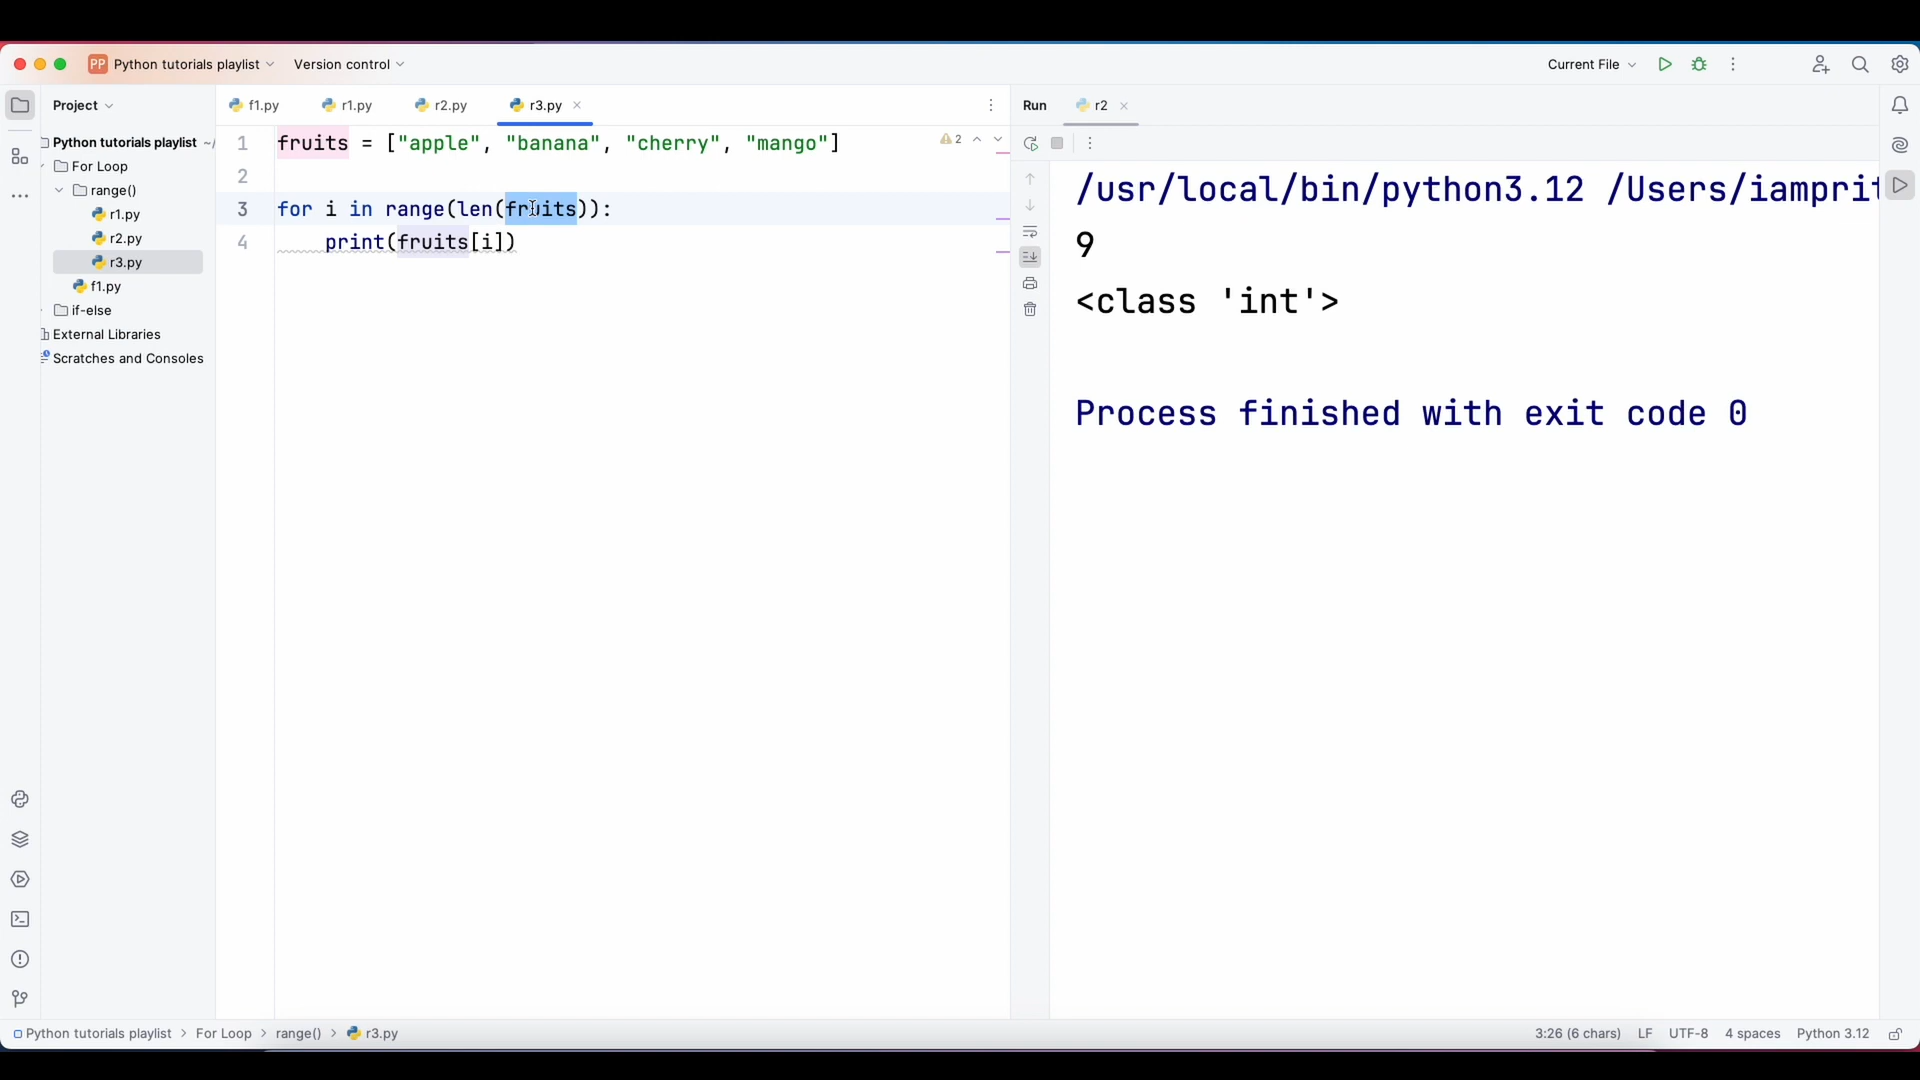 PP Python tutorials playlist Version control Current File
Project f1.py r1.py r2.py r3.py Run r2
Python tutorials playlist ~/
For Loop
range()
r1.py
r2.py
r3.py
f1.py
if-else
External Libraries
Scratches and Consoles
1 fruits = ["apple", "banana", "cherry", "mango"] 2
2
3 for i in range(len(fruits)):
4 print(fruits[i])
/usr/local/bin/python3.12 /Users/iamprit
9
<class 'int'>
Process finished with exit code 0
Python tutorials playlist > For Loop > range() > r3.py 3:26 (6 chars) LF UTF-8 4 spaces Python 3.12